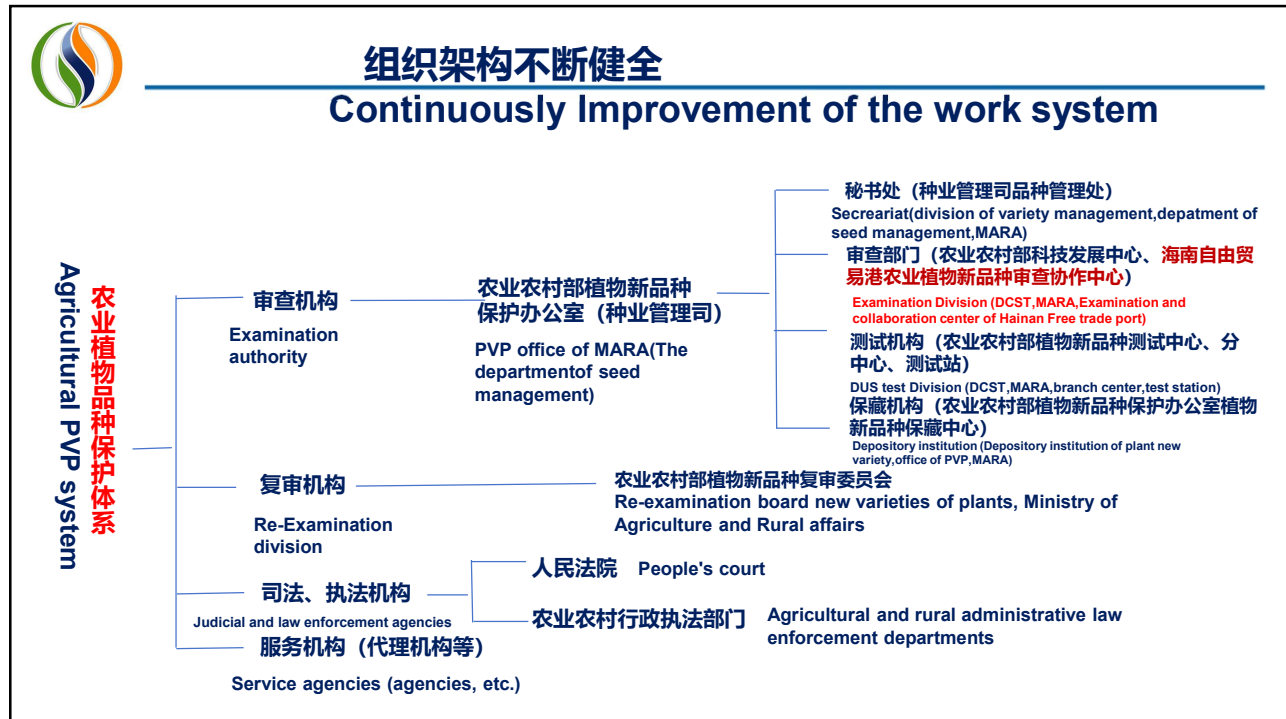 组织架构不断健全
Continuously Improvement of the work system
农业植物品种保护体系
Agricultural PVP system
审查机构
Examination
authority
农业农村部植物新品种
保护办公室（种业管理司）
PVP office of MARA(The
departmentof seed
management)
秘书处（种业管理司品种管理处）
Secreariat(division of variety management,depatment of
seed management,MARA)
审查部门（农业农村部科技发展中心、海南自由贸
易港农业植物新品种审查协作中心）
Examination Division (DCST,MARA,Examination and
collaboration center of Hainan Free trade port)
测试机构（农业农村部植物新品种测试中心、分
中心、测试站）
DUS test Division (DCST,MARA,branch center,test station)
保藏机构（农业农村部植物新品种保护办公室植物
新品种保藏中心）
Depository institution (Depository institution of plant new
variety,office of PVP,MARA)
复审机构
Re-Examination
division
农业农村部植物新品种复审委员会
Re-examination board new varieties of plants, Ministry of
Agriculture and Rural affairs
司法、执法机构
Judicial and law enforcement agencies
人民法院 People's court
农业农村行政执法部门
Agricultural and rural administrative law
enforcement departments
服务机构（代理机构等）
Service agencies (agencies, etc.)